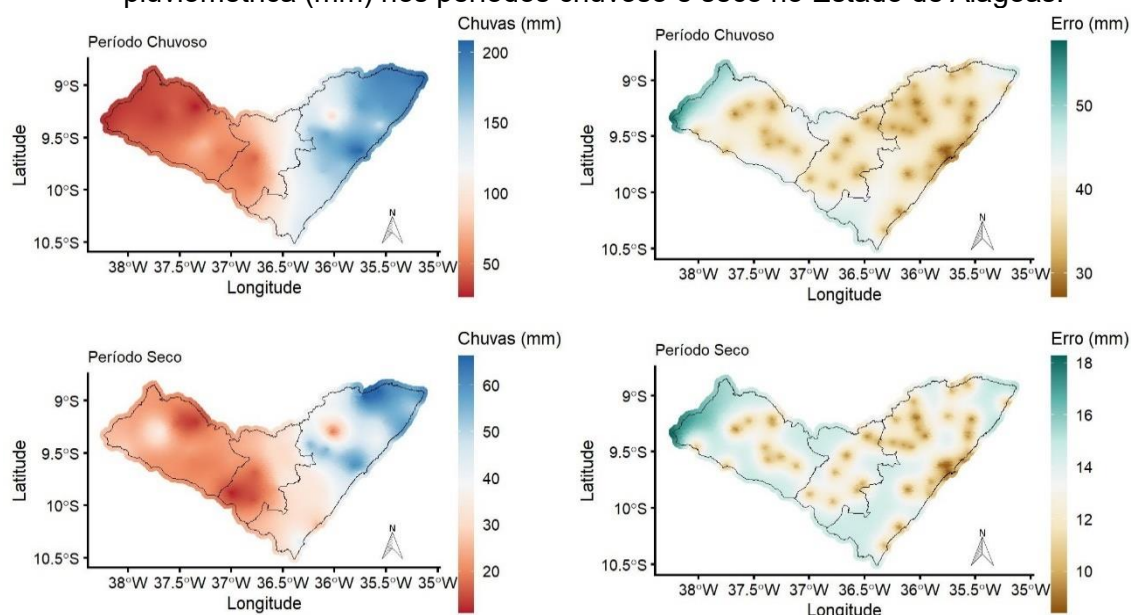 pluviométrica (mm) nos períodos chuvoso e seco no Estado de Alagoas.
Chuvas (mm)
Período Chuvoso
200
150
100
50
9°S
9.5°S
10°S
10.5°S
Latitude
N
38°W 37.5°W 37°W 36.5°W 36°W 35.5°W 35°W
Longitude
Erro (mm)
Período Chuvoso
50
40
30
9°S
9.5°S
10°S
10.5°S
Latitude
N
38°W 37.5°W 37°W 36.5°W 36°W 35.5°W 35°W
Longitude
Chuvas (mm)
Período Seco
60
50
40
30
20
9°S
9.5°S
10°S
10.5°S
Latitude
N
38°W 37.5°W 37°W 36.5°W 36°W 35.5°W 35°W
Longitude
Erro (mm)
Período Seco
18
16
14
12
10
9°S
9.5°S
10°S
10.5°S
Latitude
N
38°W 37.5°W 37°W 36.5°W 36°W 35.5°W 35°W
Longitude